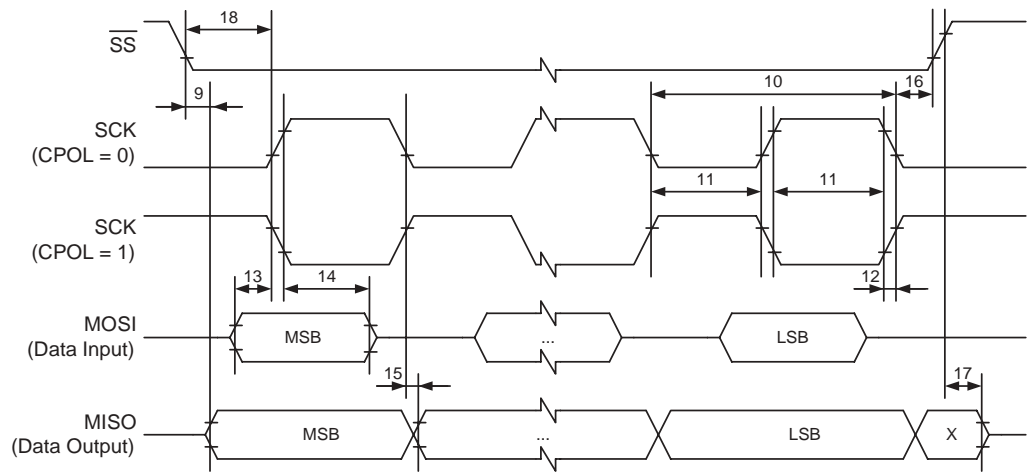 18
SS
10
9
16
SCK
(CPOL = 0)
11
11
SCK
(CPOL = 1)
13
14
12
MOSI
(Data Input)
MSB
...
LSB
15
17
MISO
(Data Output)
MSB
...
LSB
X